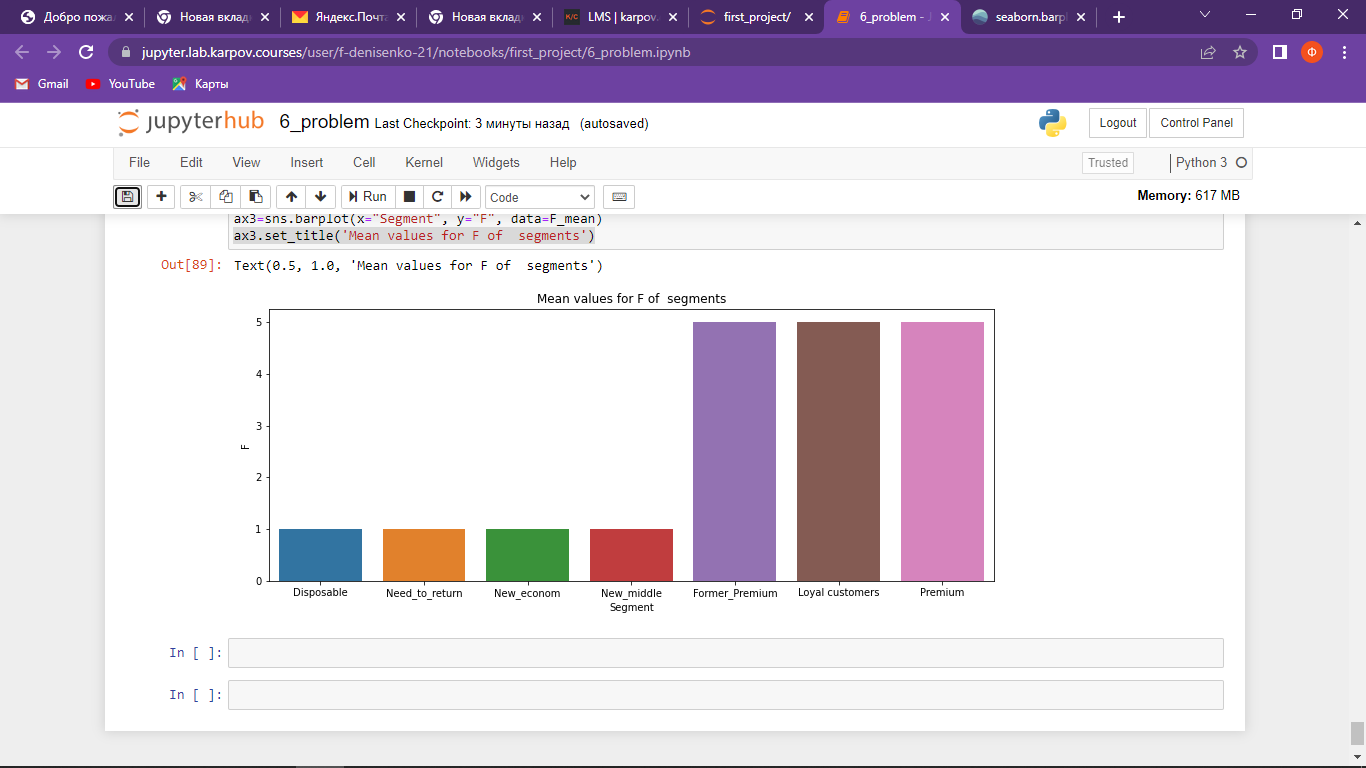 Добро пожал
Новая вклад
Яндекс.Почта
Новая вклад
LMS | karpov.
first_project/
6_problem - J
seaborn.barpl
jupyter.lab.karpov.courses/user/f-denisenko-21/notebooks/first_project/6_problem.ipynb
Ф
Gmail YouTube Карты
jupyterhub 6_problem Last Checkpoint: 3 минуты назад (autosaved)
Logout Control Panel
File Edit View Insert Cell Kernel Widgets Help
Trusted Python 3
Run Code
Memory: 617 MB
ax3=sns.barplot(x="Segment", y="F", data=F_mean)
ax3.set_title('Mean values for F of  segments')
Out[89]: Text(0.5, 1.0, 'Mean values for F of  segments')
Mean values for F of  segments
5
4
3
2
1
0
F
Disposable Need_to_return New_econom New_middle Former_Premium Loyal customers Premium
Segment
In [ ]:
In [ ]: